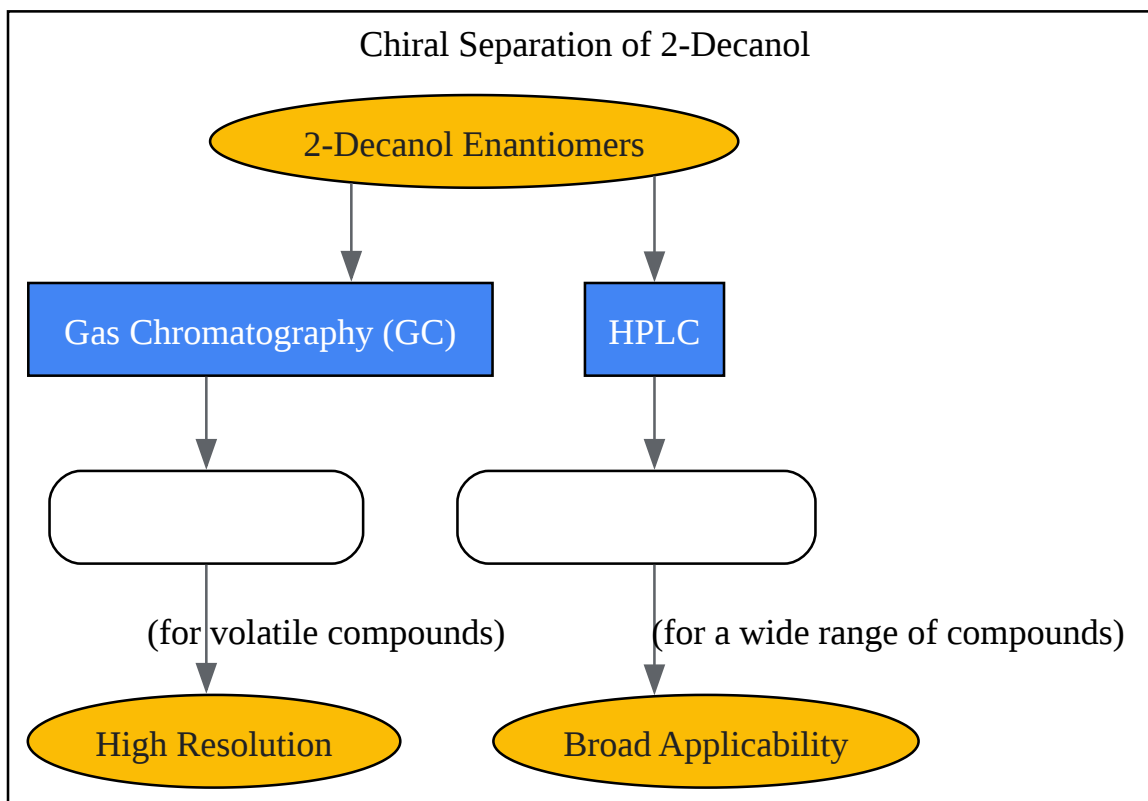 Chiral Separation of 2-Decanol
2-Decanol Enantiomers
Gas Chromatography (GC)
HPLC
(for volatile compounds)
(for a wide range of compounds)
High Resolution
Broad Applicability